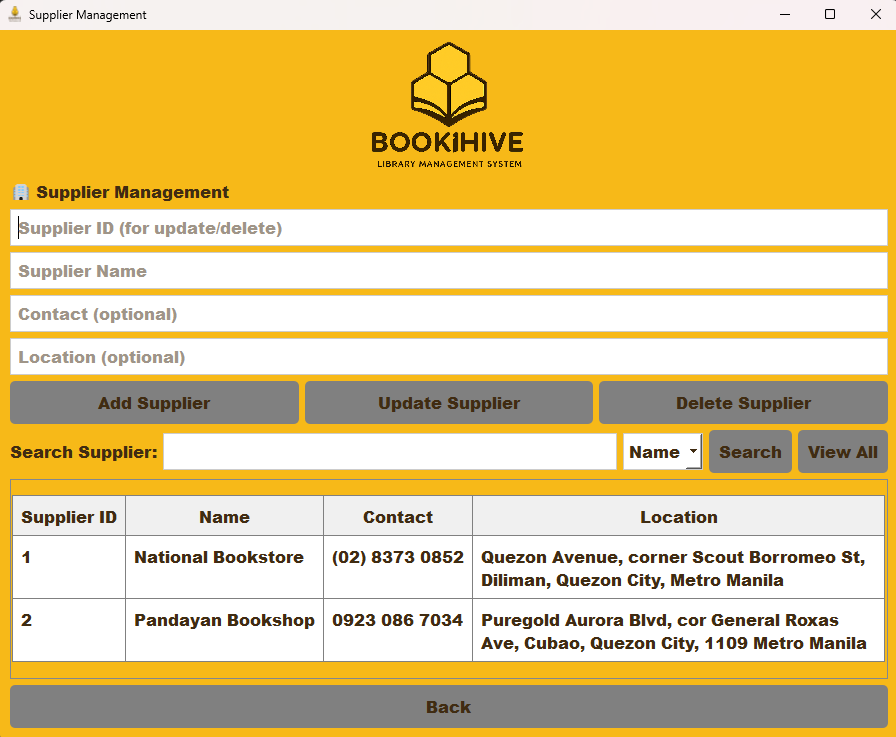 Supplier Management
BOOKIHIVE
LIBRARY MANAGEMENT SYSTEM
Supplier Management
Supplier ID (for update/delete)
Supplier Name
Contact (optional)
Location (optional)
Add Supplier Update Supplier Delete Supplier
Search Supplier: Name Search View All
Supplier ID Name Contact Location
1 National Bookstore (02) 8373 0852 Quezon Avenue, corner Scout Borromeo St,
Diliman, Quezon City, Metro Manila
2 Pandayan Bookshop 0923 086 7034 Puregold Aurora Blvd, cor General Roxas
Ave, Cubao, Quezon City, 1109 Metro Manila
Back